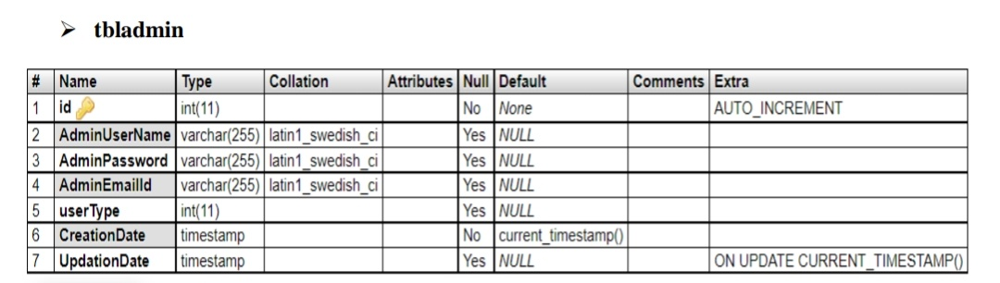 ➢ tbladmin
# Name Type Collation Attributes Null Default Comments Extra
1 id int(11) No None AUTO_INCREMENT
2 AdminUserName varchar(255) latin1_swedish_ci Yes NULL
3 AdminPassword varchar(255) latin1_swedish_ci Yes NULL
4 AdminEmailId varchar(255) latin1_swedish_ci Yes NULL
5 userType int(11) Yes NULL
6 CreationDate timestamp No current_timestamp()
7 UpdationDate timestamp Yes NULL ON UPDATE CURRENT_TIMESTAMP()